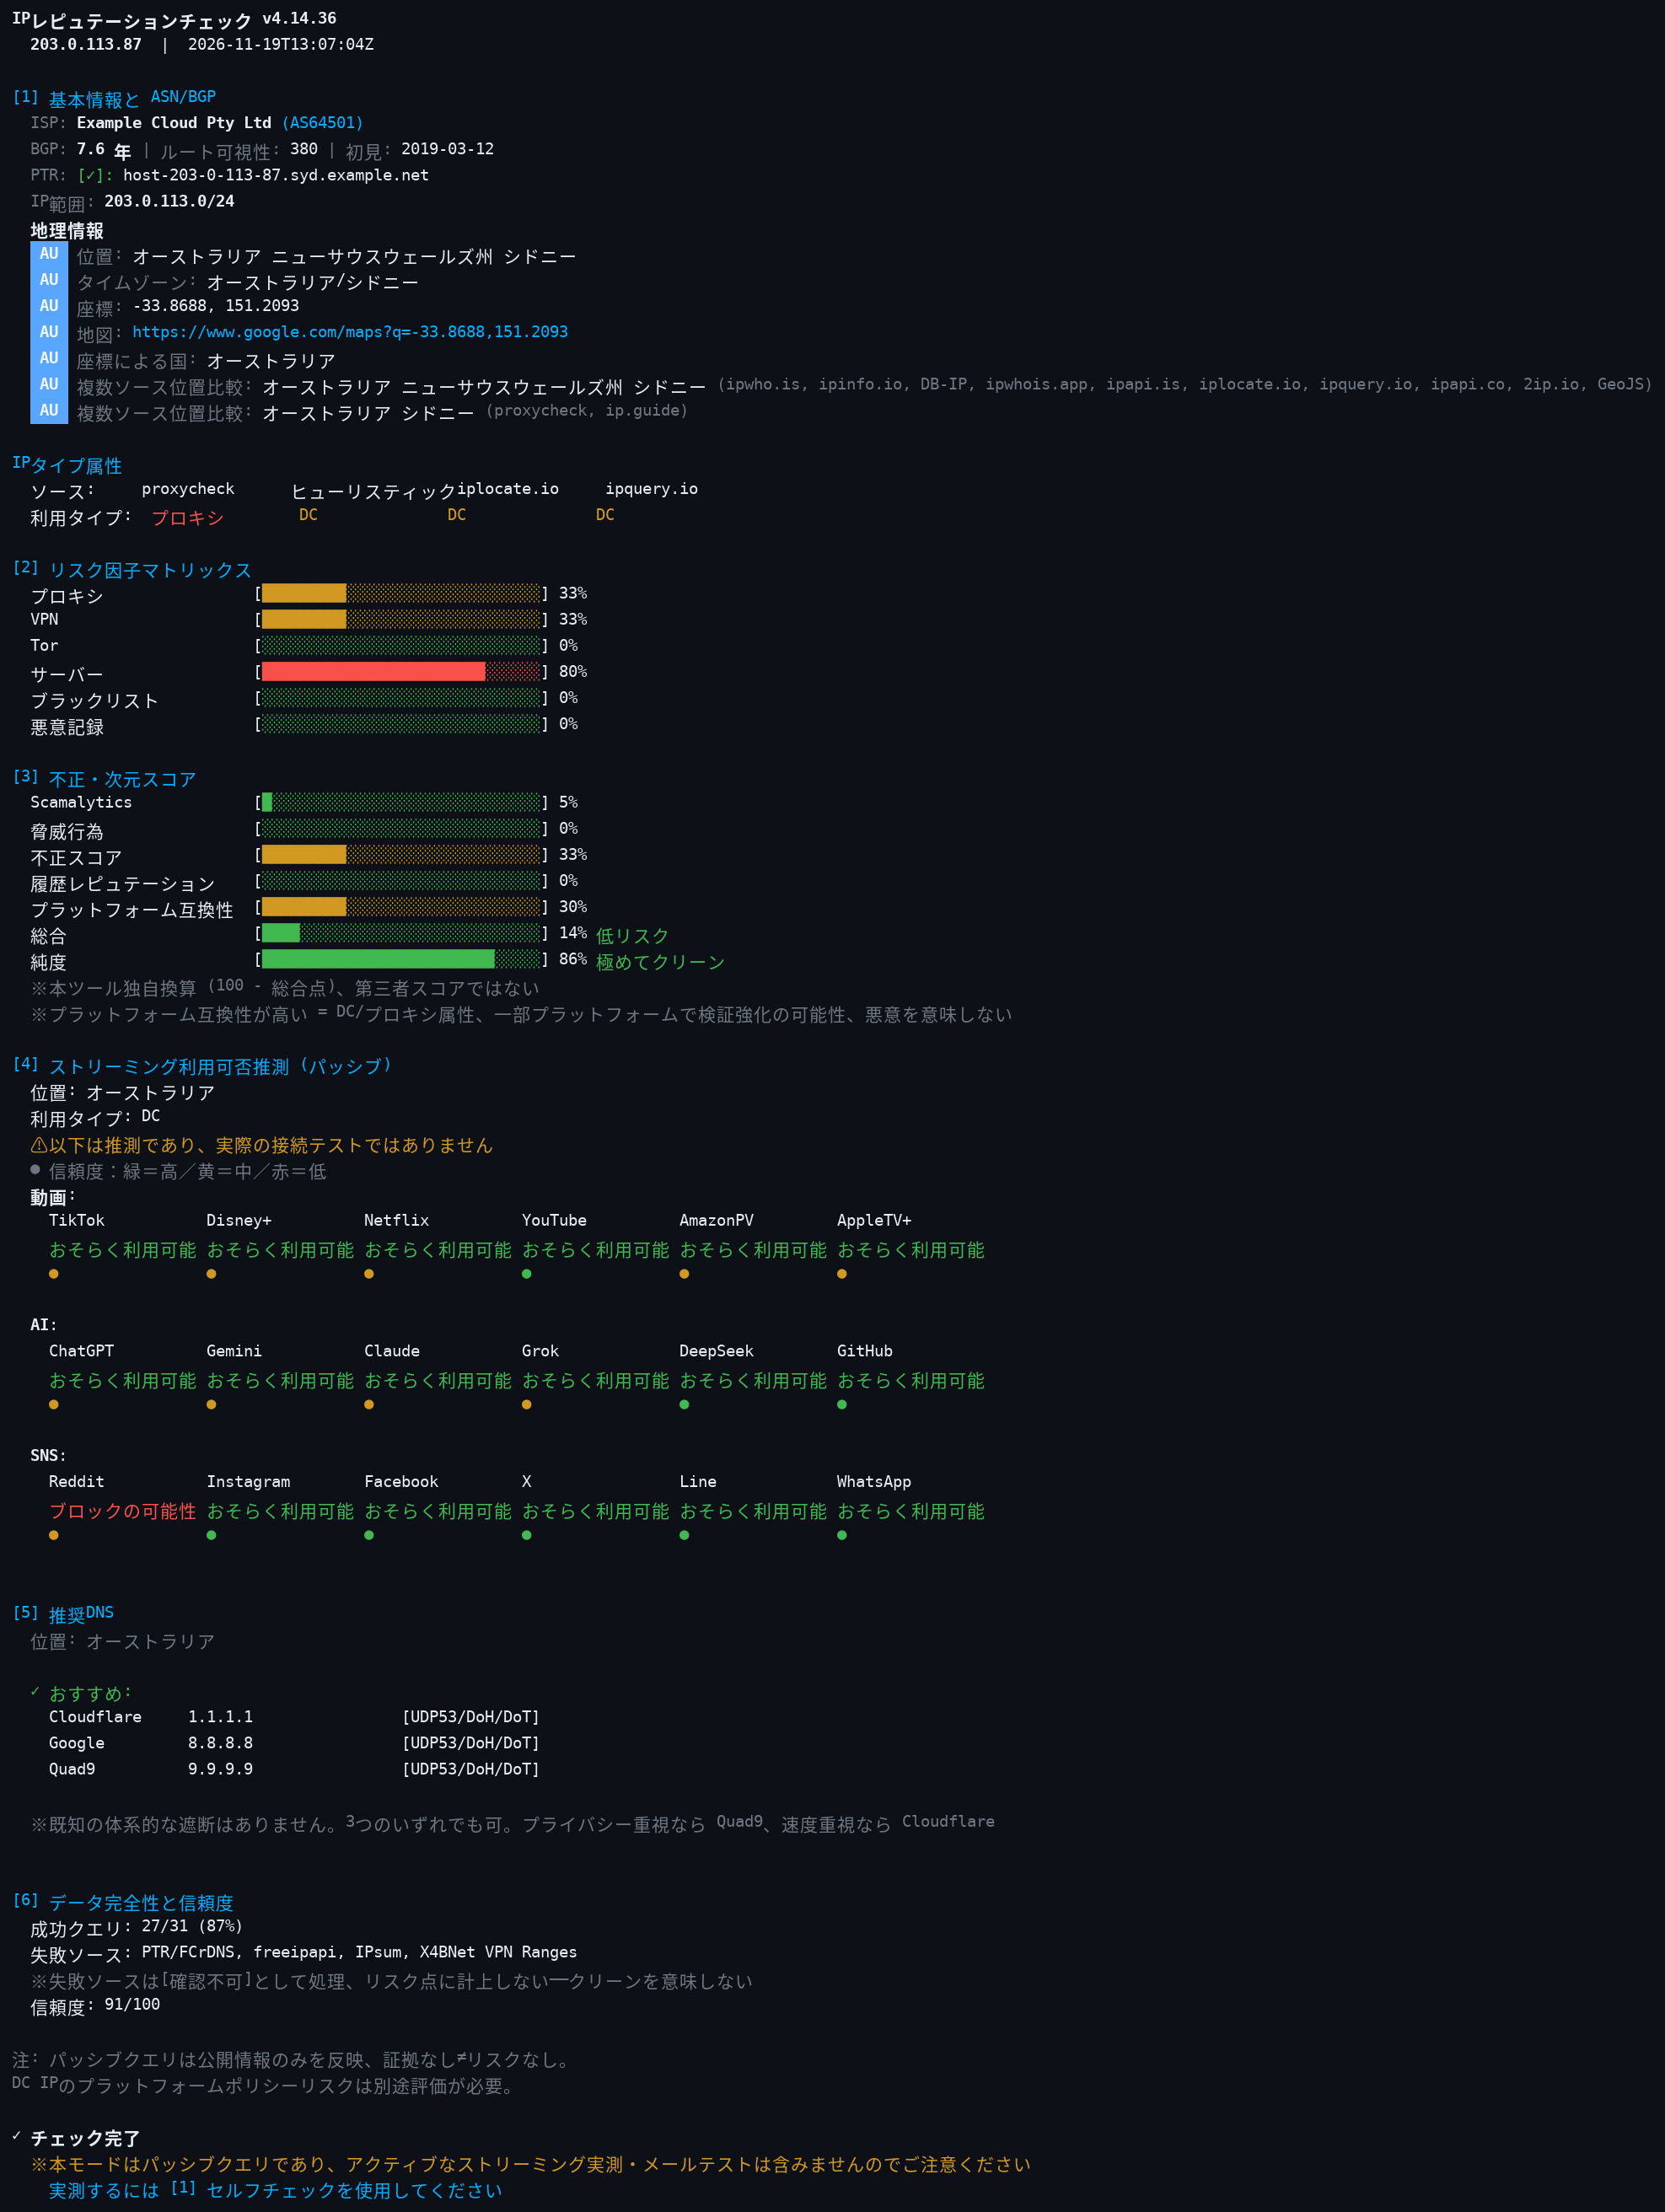 IPレピュテーションチェック v4.14.36
203.0.113.87 | 2026-11-19T13:07:04Z
[1] 基本情報と ASN/BGP
ISP: Example Cloud Pty Ltd (AS64501)
BGP: 7.6 年 | ルート可視性: 380 | 初見: 2019-03-12
PTR: [✓]: host-203-0-113-87.syd.example.net
IP範囲: 203.0.113.0/24
地理情報
AU 位置: オーストラリア ニューサウスウェールズ州 シドニー
AU タイムゾーン: オーストラリア/シドニー
AU 座標: -33.8688, 151.2093
AU 地図: https://www.google.com/maps?q=-33.8688,151.2093
AU 座標による国: オーストラリア
AU 複数ソース位置比較: オーストラリア ニューサウスウェールズ州 シドニー (ipwho.is, ipinfo.io, DB-IP, ipwhois.app, ipapi.is, iplocate.io, ipquery.io, ipapi.co, 2ip.io, GeoJS)
AU 複数ソース位置比較: オーストラリア シドニー (proxycheck, ip.guide)
IPタイプ属性
ソース: proxycheck ヒューリスティック iplocate.io ipquery.io
利用タイプ: プロキシ DC DC DC
[2] リスク因子マトリックス
プロキシ [█████████░░░░░░░░░░░░░░░░░░░░░] 33%
VPN [█████████░░░░░░░░░░░░░░░░░░░░░] 33%
Tor [░░░░░░░░░░░░░░░░░░░░░░░░░░░░░░] 0%
サーバー [████████████████████████░░░░░░] 80%
ブラックリスト [░░░░░░░░░░░░░░░░░░░░░░░░░░░░░░] 0%
悪意記録 [░░░░░░░░░░░░░░░░░░░░░░░░░░░░░░] 0%
[3] 不正・次元スコア
Scamalytics [█░░░░░░░░░░░░░░░░░░░░░░░░░░░░░] 5%
脅威行為 [░░░░░░░░░░░░░░░░░░░░░░░░░░░░░░] 0%
不正スコア [█████████░░░░░░░░░░░░░░░░░░░░░] 33%
履歴レピュテーション [░░░░░░░░░░░░░░░░░░░░░░░░░░░░░░] 0%
プラットフォーム互換性 [█████████░░░░░░░░░░░░░░░░░░░░░] 30%
総合 [████░░░░░░░░░░░░░░░░░░░░░░░░░░] 14% 低リスク
純度 [█████████████████████████░░░░░] 86% 極めてクリーン
※本ツール独自換算 (100 - 総合点)、第三者スコアではない
※プラットフォーム互換性が高い = DC/プロキシ属性、一部プラットフォームで検証強化の可能性、悪意を意味しない
[4] ストリーミング利用可否推測 (パッシブ)
位置: オーストラリア
利用タイプ: DC
⚠以下は推測であり、実際の接続テストではありません
● 信頼度：緑＝高／黄＝中／赤＝低
動画:
TikTok Disney+ Netflix YouTube AmazonPV AppleTV+
おそらく利用可能 おそらく利用可能 おそらく利用可能 おそらく利用可能 おそらく利用可能 おそらく利用可能
● ● ● ● ● ●
AI:
ChatGPT Gemini Claude Grok DeepSeek GitHub
おそらく利用可能 おそらく利用可能 おそらく利用可能 おそらく利用可能 おそらく利用可能 おそらく利用可能
● ● ● ● ● ●
SNS:
Reddit Instagram Facebook X Line WhatsApp
ブロックの可能性 おそらく利用可能 おそらく利用可能 おそらく利用可能 おそらく利用可能 おそらく利用可能
● ● ● ● ● ●
[5] 推奨DNS
位置: オーストラリア
✓ おすすめ:
Cloudflare 1.1.1.1 [UDP53/DoH/DoT]
Google 8.8.8.8 [UDP53/DoH/DoT]
Quad9 9.9.9.9 [UDP53/DoH/DoT]
※既知の体系的な遮断はありません。3つのいずれでも可。プライバシー重視なら Quad9、速度重視なら Cloudflare
[6] データ完全性と信頼度
成功クエリ: 27/31 (87%)
失敗ソース: PTR/FCrDNS, freeipapi, IPsum, X4BNet VPN Ranges
※失敗ソースは[確認不可]として処理、リスク点に計上しない──クリーンを意味しない
信頼度: 91/100
注: パッシブクエリは公開情報のみを反映、証拠なし≠リスクなし。
DC IPのプラットフォームポリシーリスクは別途評価が必要。
✓ チェック完了
※本モードはパッシブクエリであり、アクティブなストリーミング実測・メールテストは含みませんのでご注意ください
実測するには [1] セルフチェックを使用してください